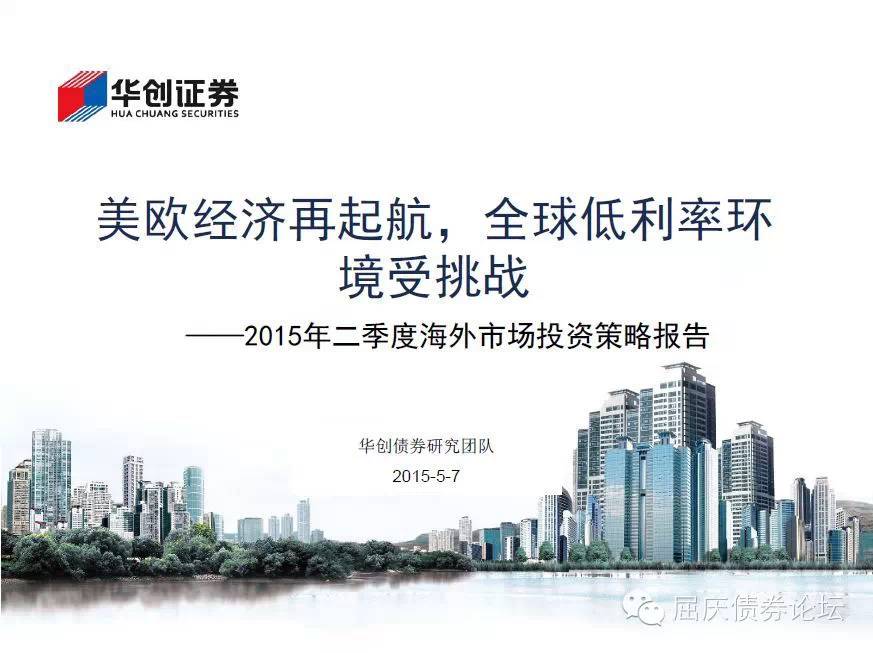 华创证券
HUA CHUANG SECURITIES
美欧经济再起航，全球低利率环
境受挑战
——2015年二季度海外市场投资策略报告
华创债券研究团队
2015-5-7
屈庆债券论坛